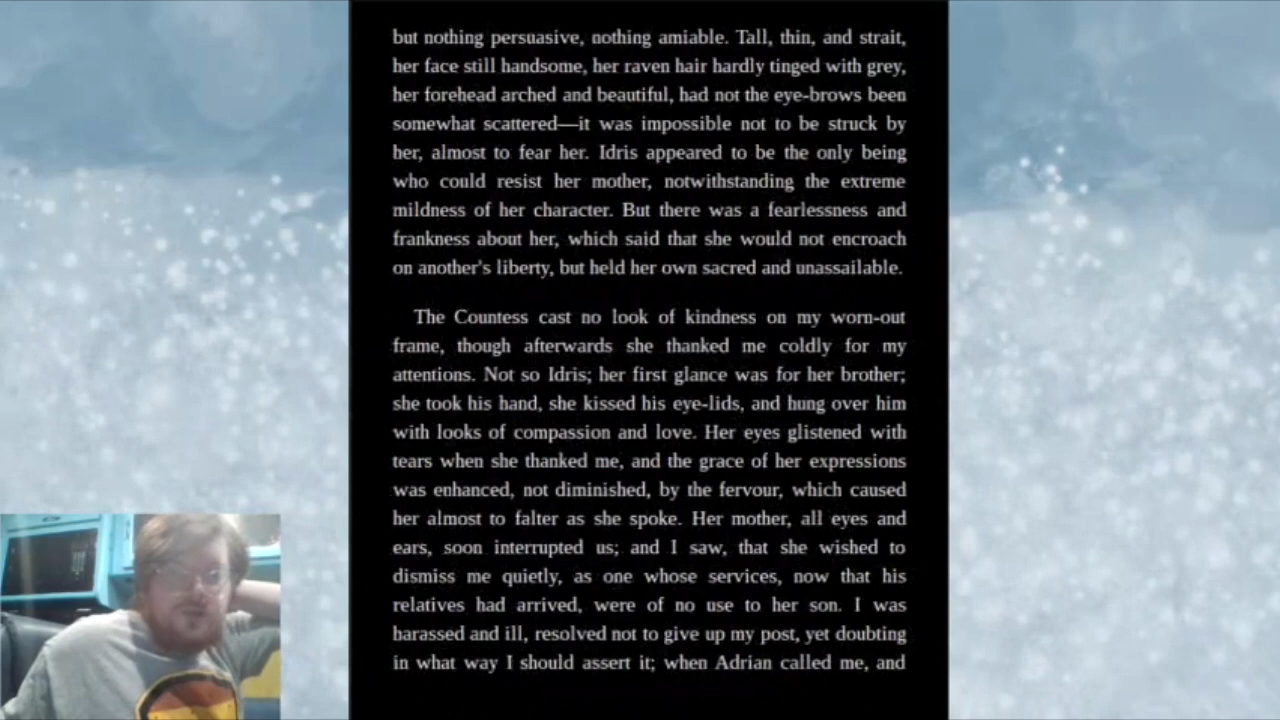 but nothing persuasive, nothing amiable. Tall, thin, and strait,
her face still handsome, her raven hair hardly tinged with grey,
her forehead arched and beautiful, had not the eye-brows been
somewhat scattered—it was impossible not to be struck by
her, almost to fear her. Idris appeared to be the only being
who could resist her mother, notwithstanding the extreme
mildness of her character. But there was a fearlessness and
frankness about her, which said that she would not encroach
on another's liberty, but held her own sacred and unassailable.
The Countess cast no look of kindness on my worn-out
frame, though afterwards she thanked me coldly for my
attentions. Not so Idris; her first glance was for her brother;
she took his hand, she kissed his eye-lids, and hung over him
with looks of compassion and love. Her eyes glistened with
tears when she thanked me, and the grace of her expressions
was enhanced, not diminished, by the fervour, which caused
her almost to falter as she spoke. Her mother, all eyes and
ears, soon interrupted us; and I saw, that she wished to
dismiss me quietly, as one whose services, now that his
relatives had arrived, were of no use to her son. I was
harassed and ill, resolved not to give up my post, yet doubting
in what way I should assert it; when Adrian called me, and